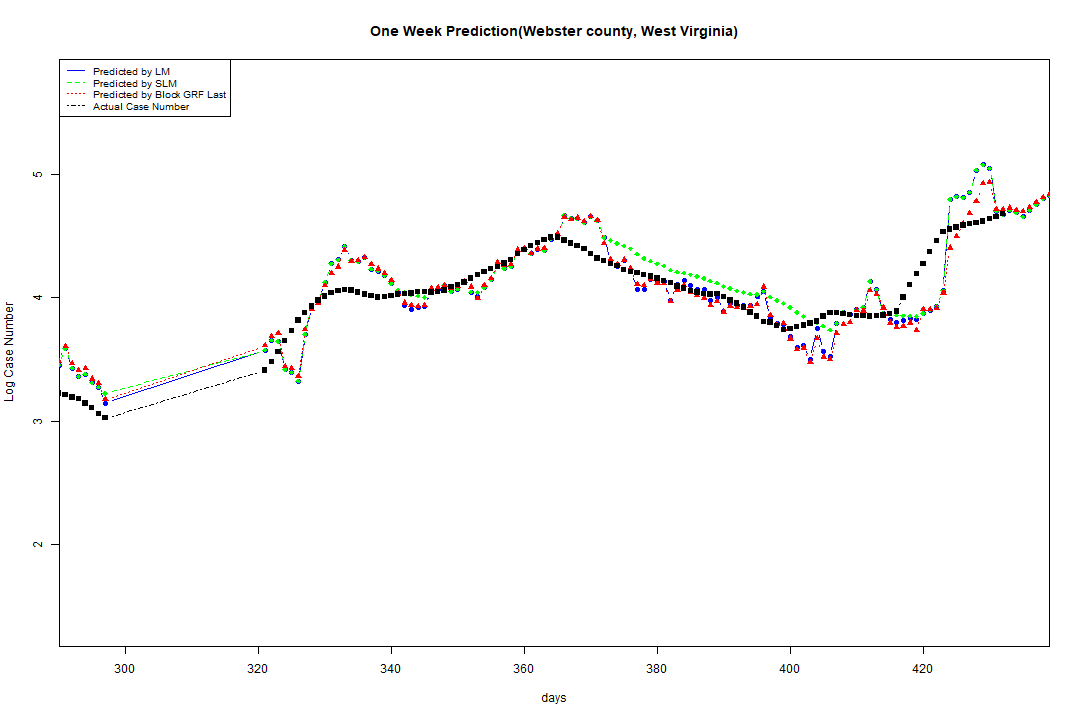 One Week Prediction(Webster county, West Virginia)
Predicted by LM
Predicted by SLM
Predicted by Block GRF Last
Actual Case Number
5
4
3
2
Log Case Number
300 320 340 360 380 400 420
days